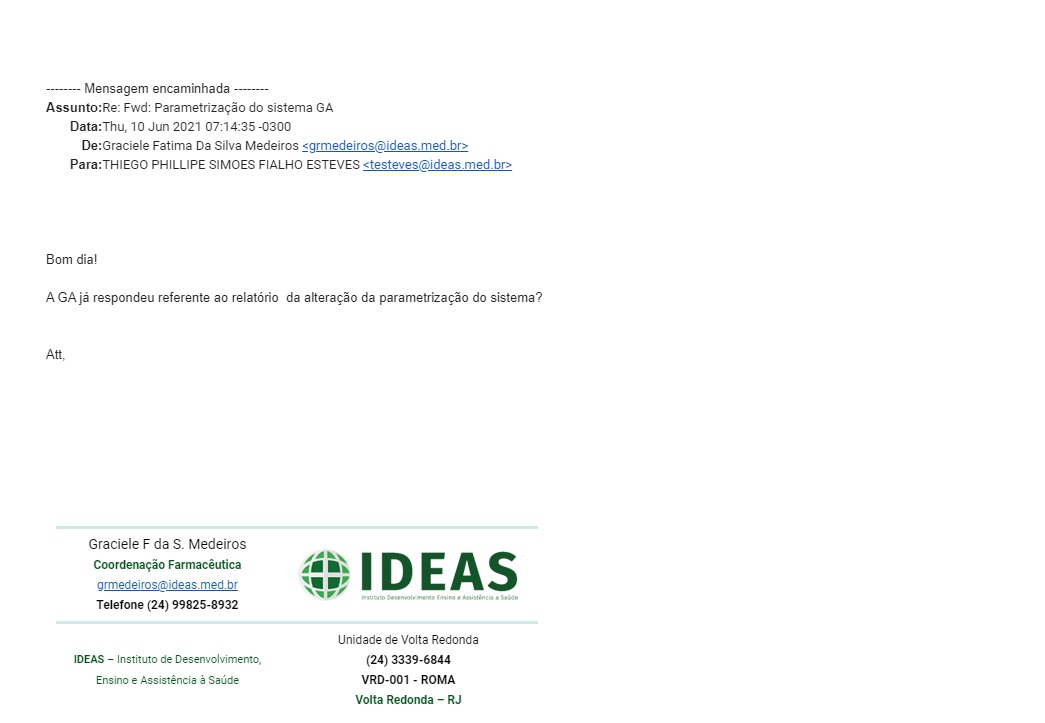 -------- Mensagem encaminhada --------
Assunto:Re: Fwd: Parametrização do sistema GA
Data:Thu, 10 Jun 2021 07:14:35 -0300
De:Graciele Fatima Da Silva Medeiros <grmedeiros@ideas.med.br>
Para:THIEGO PHILLIPE SIMOES FIALHO ESTEVES <testeves@ideas.med.br>
Bom dia!
A GA já respondeu referente ao relatório  da alteração da parametrização do sistema?
Att,
Graciele F da S. Medeiros
Coordenação Farmacêutica
grmedeiros@ideas.med.br
Telefone (24) 99825-8932
IDEAS
Instituto Desenvolvimento Ensino e Assistência a Saúde
IDEAS – Instituto de Desenvolvimento,
Ensino e Assistência à Saúde
Unidade de Volta Redonda
(24) 3339-6844
VRD-001 - ROMA
Volta Redonda – RJ